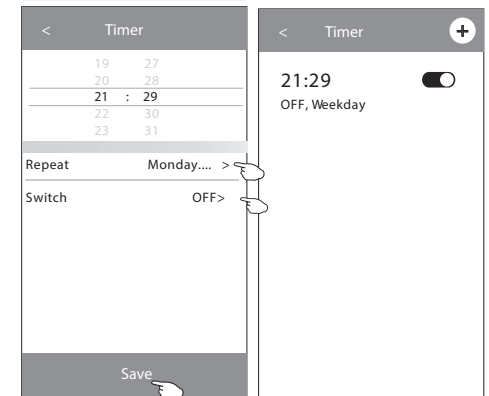 < Timer
19 27
20 28
21 : 29
22 30
23 31
Repeat Monday.... >
Switch OFF>
Save
< Timer +
21:29
OFF, Weekday